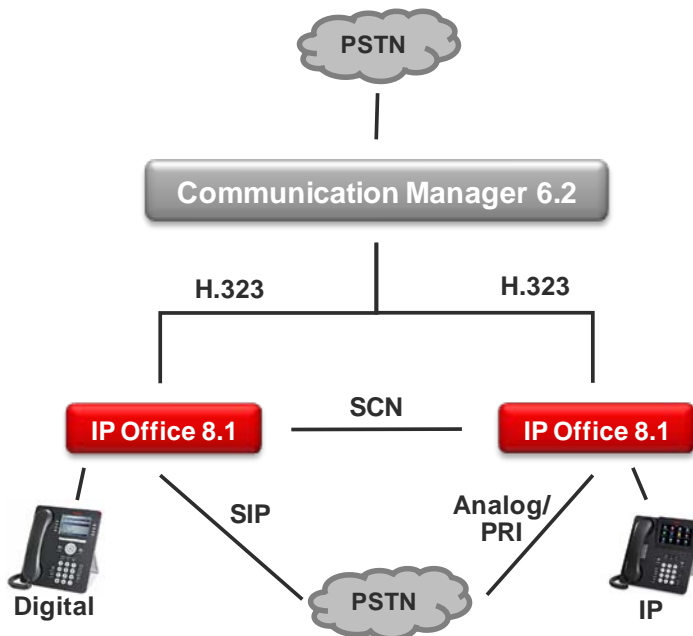 PSTN
Communication Manager 6.2
H.323
H.323
SCN
IP Office 8.1
IP Office 8.1
SIP
Analog/
PRI
Digital
PSTN
IP